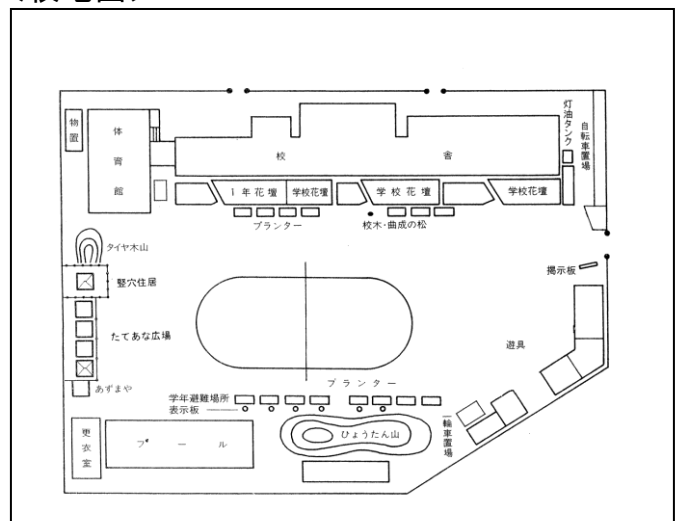 物置
体育館
校舎
灯油タンク
自転車置場
1年花壇
学校花壇
学校花壇
学校花壇
プランター
校木・曲成の松
タイヤ木山
竪穴住居
掲示板
たてあな広場
遊具
あずまや
プランター
学年避難場所
表示板
一輪車置場
更衣室
プール
ひょうたん山